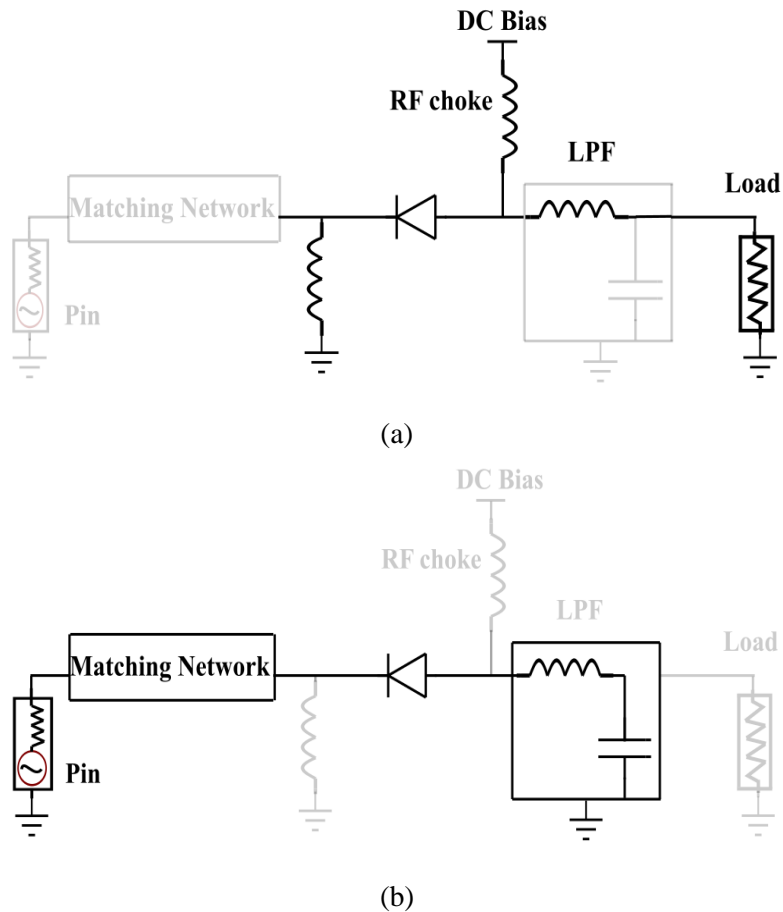 DC Bias
RF choke
LPF
Load
Matching Network
Pin
(a)
DC Bias
RF choke
LPF
Load
Matching Network
Pin
(b)